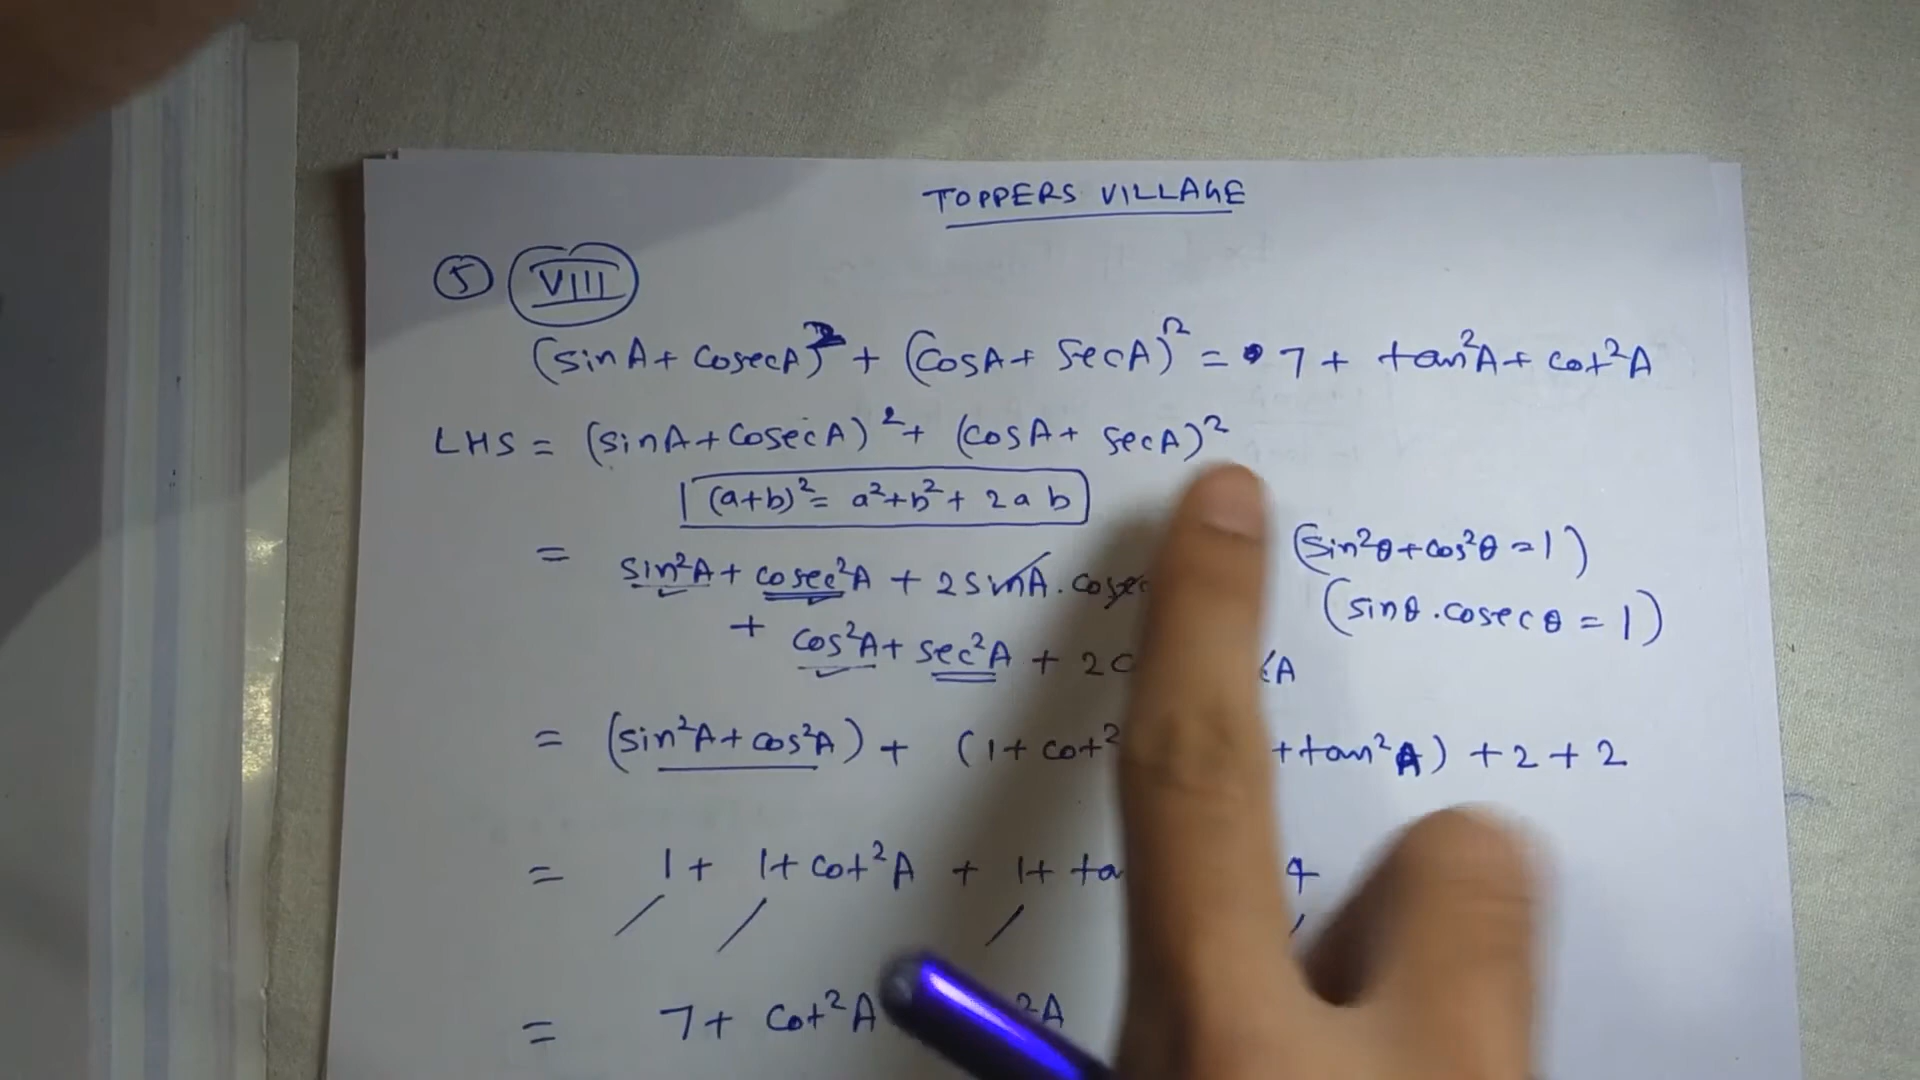 TOPPERS VILLAGE
5 VIII
(sinA + cosecA)² + (cosA + secA)² = 7 + tan²A + cot²A
LHS = (sinA + cosecA)² + (cosA + secA)²
(a+b)² = a² + b² + 2ab
= sin²A + cosec²A + 2sinA . cosec
(sin²θ + cos²θ = 1)
(sinθ . cosecθ = 1)
+ cos²A + sec²A + 2c A
= (sin²A + cos²A) + (1 + cot² + tan²A) + 2 + 2
= 1 + 1 + cot²A + 1 + ta 4
= 7 + cot²A ²A